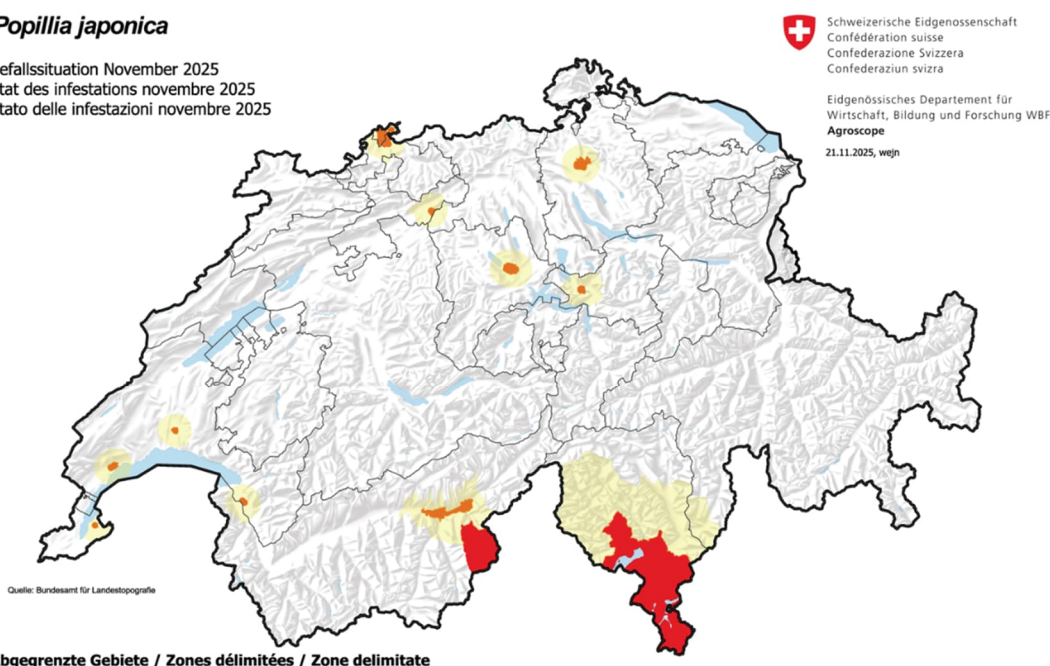 Popillia japonica
efallssituation November 2025
tat des infestations novembre 2025
tato delle infestazioni novembre 2025
Schweizerische Eidgenossenschaft
Confédération suisse
Confederazione Svizzera
Confederaziun svizra
Eidgenössisches Departement für
Wirtschaft, Bildung und Forschung WBF
Agroscope
21.11.2025, wejn
Quelle: Bundesamt für Landestopografie
bgegrenzte Gebiete / Zones délimitées / Zone delimitate